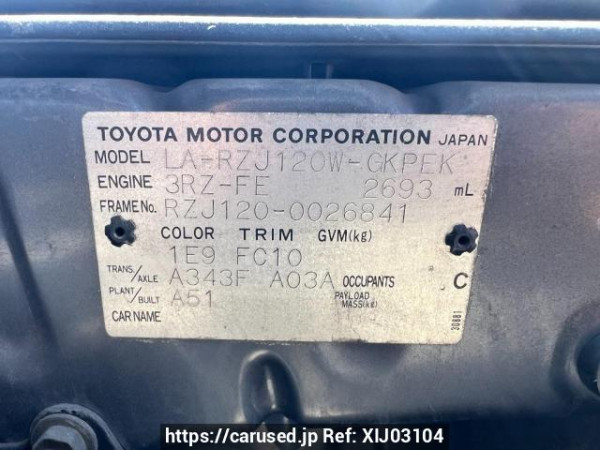 TOYOTA MOTOR CORPORATION JAPAN
MODEL LA-RZJ120W-GKPEK
ENGINE 3RZ-FE 2693 mL
FRAME No. RZJ120-0026841
COLOR TRIM GVM(kg)
1E9 FC10
TRANS/AXLE A343F A03A OCCUPANTS C
PLANT/BUILT A51 PAYLOAD MASS(kg)
CAR NAME
30881
https://carused.jp Ref: XIJ03104